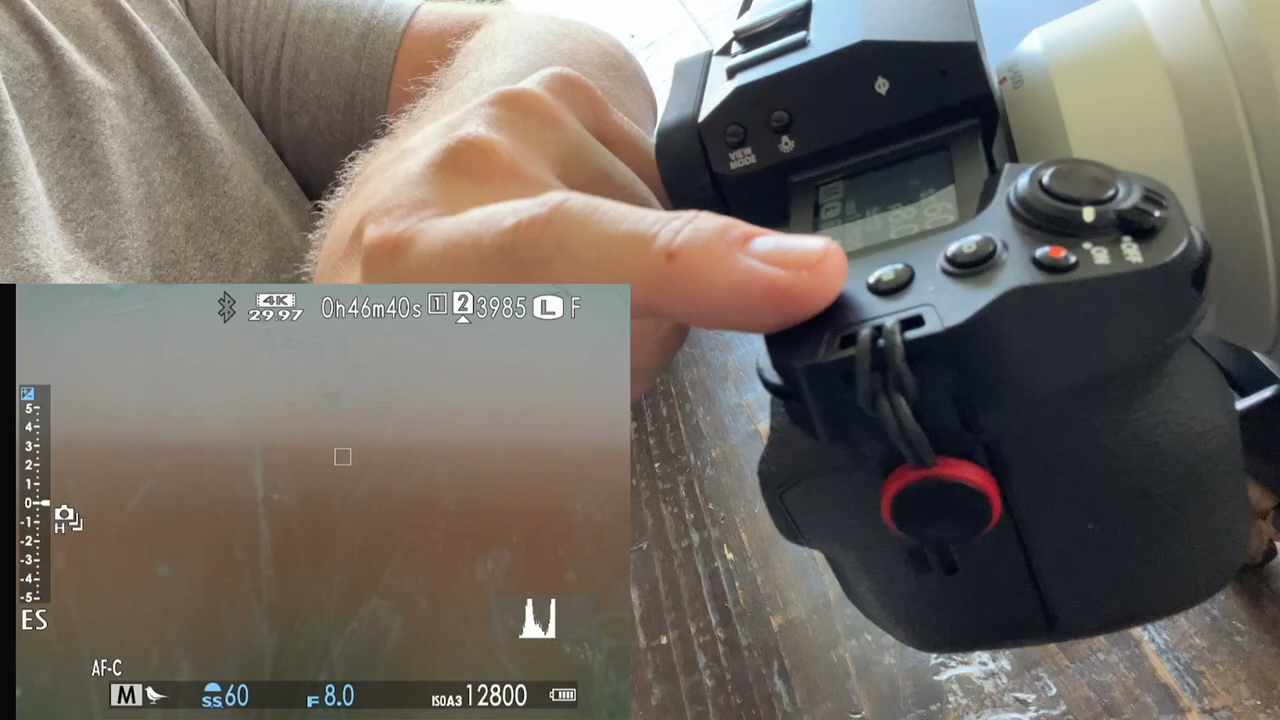 VIEW
MODE
OFF
ON
4K
29.97
0h46m40s 1 2 3985 L F
5
4
3
2
1
0
-1
-2
-3
-4
-5
H
ES
AF-C
M SS 60 F 8.0 ISO A3 12800